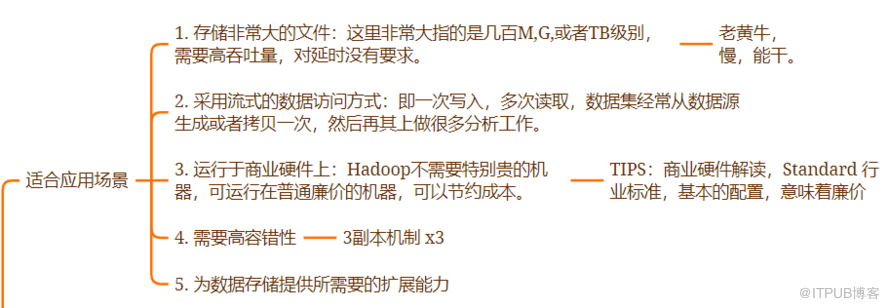 1. 存储非常大的文件：这里非常大指的是几百M,G,或者TB级别，
需要高吞吐量，对延时没有要求。
老黄牛，
慢，能干。
2. 采用流式的数据访问方式：即一次写入，多次读取，数据集经常从数据源
生成或者拷贝一次，然后再其上做很多分析工作。
适合应用场景
3. 运行于商业硬件上：Hadoop不需要特别贵的机
器，可运行在普通廉价的机器，可以节约成本。
TIPS：商业硬件解读，Standard 行
业标准，基本的配置，意味着廉价
4. 需要高容错性
3副本机制 x3
5. 为数据存储提供所需要的扩展能力
@ITPUB博客